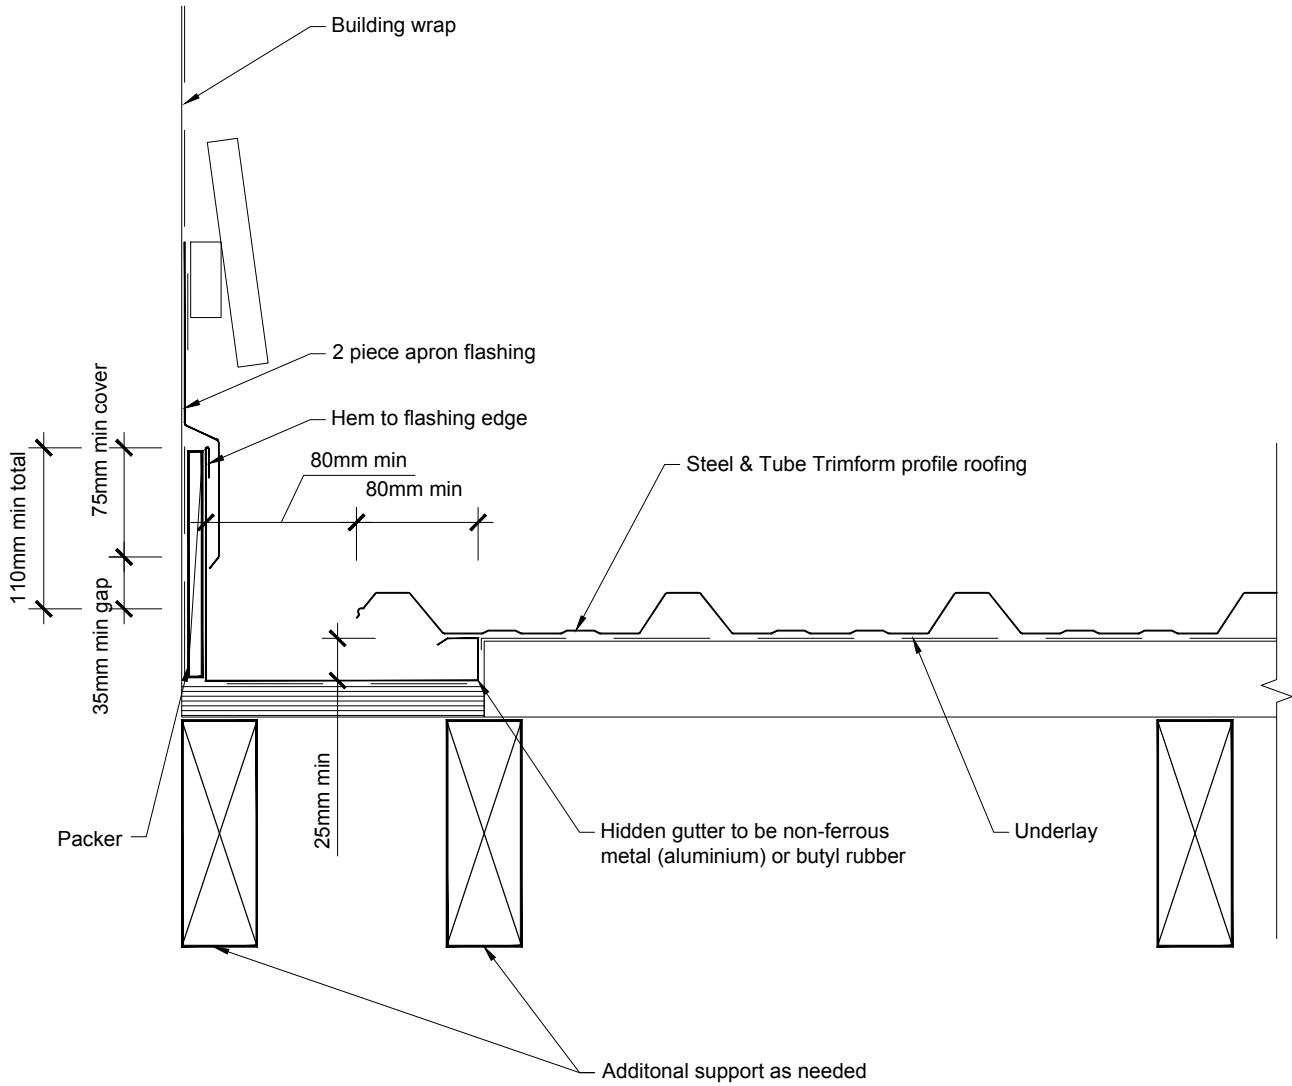 Building wrap
2 piece apron flashing
Hem to flashing edge
80mm min
80mm min
Steel & Tube Trimform profile roofing
110mm min total
75mm min cover
35mm min gap
25mm min
Packer
Hidden gutter to be non-ferrous
metal (aluminium) or butyl rubber
Underlay
Additonal support as needed